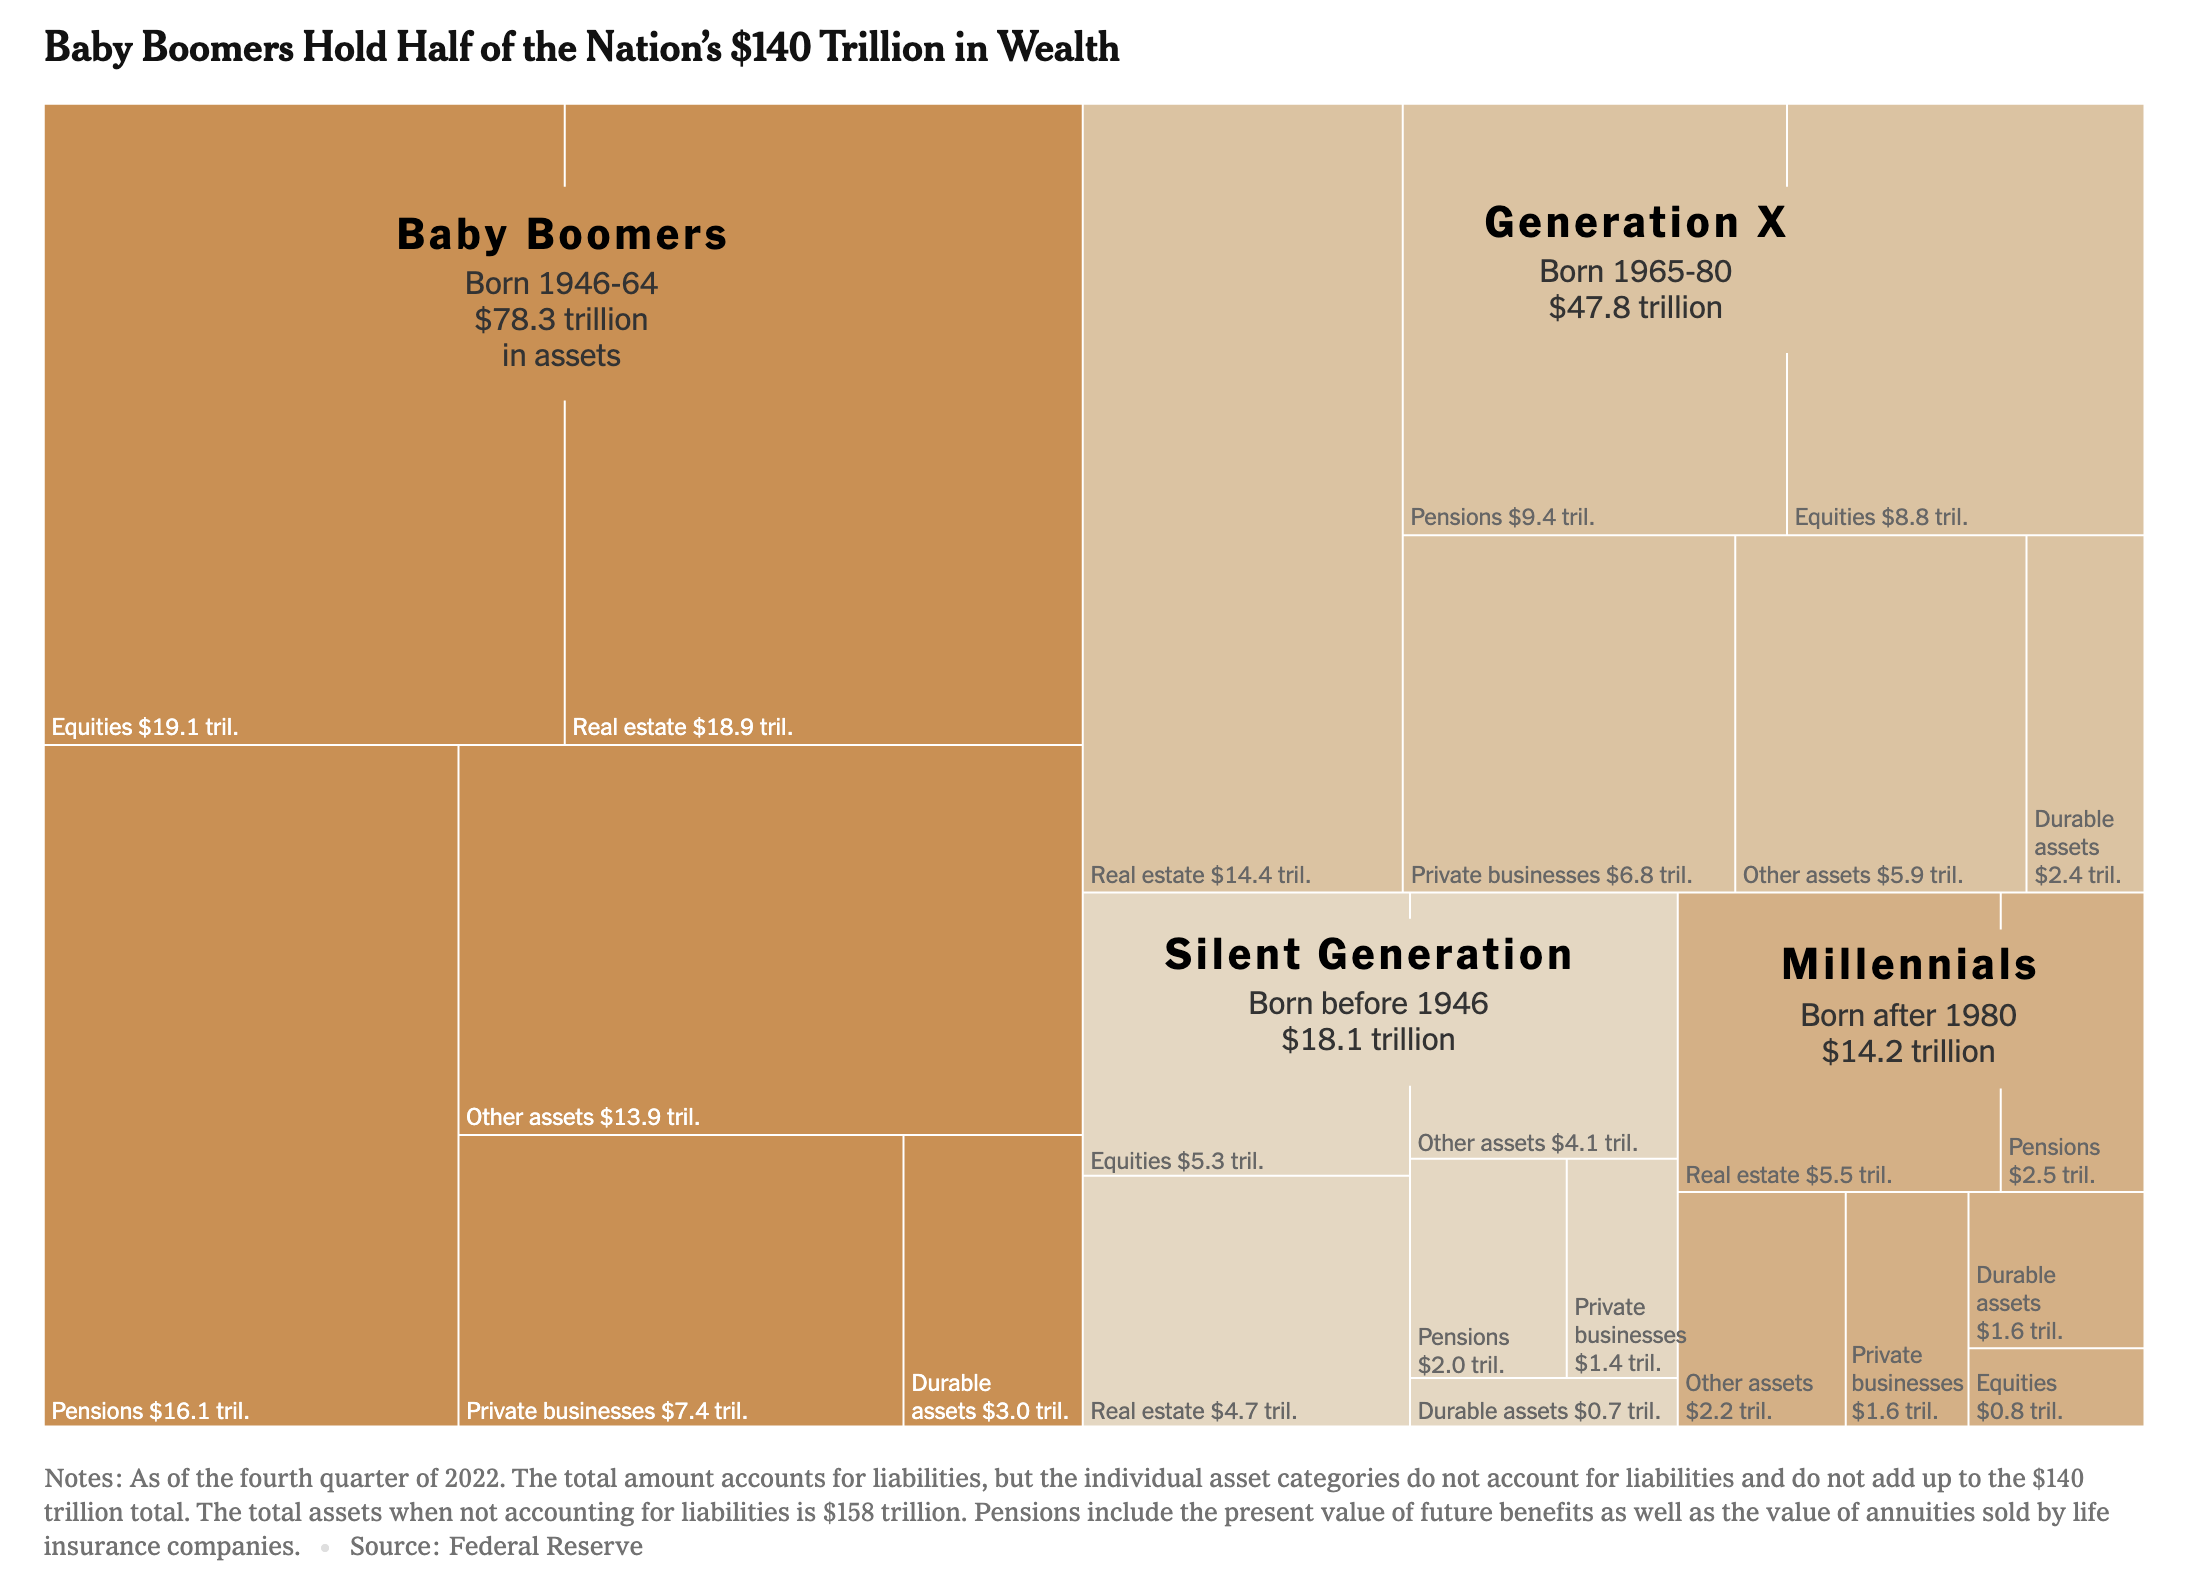 Baby Boomers Hold Half of the Nation’s $140 Trillion in Wealth
Baby Boomers
Born 1946-64
$78.3 trillion
in assets
Equities $19.1 tril.
Real estate $18.9 tril.
Pensions $16.1 tril.
Other assets $13.9 tril.
Private businesses $7.4 tril.
Durable
assets $3.0 tril.
Generation X
Born 1965-80
$47.8 trillion
Real estate $14.4 tril.
Pensions $9.4 tril.
Equities $8.8 tril.
Private businesses $6.8 tril.
Other assets $5.9 tril.
Durable
assets
$2.4 tril.
Silent Generation
Born before 1946
$18.1 trillion
Equities $5.3 tril.
Other assets $4.1 tril.
Real estate $4.7 tril.
Pensions
$2.0 tril.
Private
businesses
$1.4 tril.
Durable assets $0.7 tril.
Millennials
Born after 1980
$14.2 trillion
Real estate $5.5 tril.
Pensions
$2.5 tril.
Other assets
$2.2 tril.
Private
businesses
$1.6 tril.
Durable
assets
$1.6 tril.
Equities
$0.8 tril.
Notes: As of the fourth quarter of 2022. The total amount accounts for liabilities, but the individual asset categories do not account for liabilities and do not add up to the $140
trillion total. The total assets when not accounting for liabilities is $158 trillion. Pensions include the present value of future benefits as well as the value of annuities sold by life
insurance companies. • Source: Federal Reserve